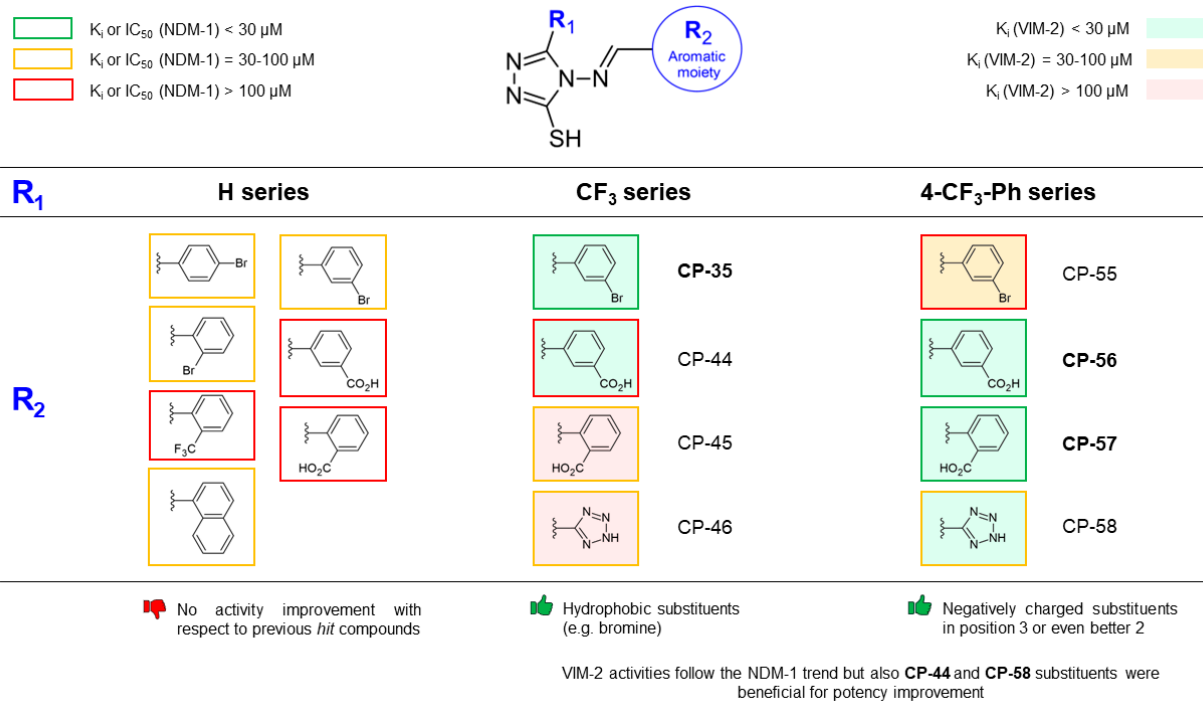 Kᵢ or IC₅₀ (NDM-1) < 30 µM
Kᵢ or IC₅₀ (NDM-1) = 30-100 µM
Kᵢ or IC₅₀ (NDM-1) > 100 µM
R₁
N
N
N
N
SH
R₂
Aromatic
moiety
Kᵢ (VIM-2) < 30 µM
Kᵢ (VIM-2) = 30-100 µM
Kᵢ (VIM-2) > 100 µM
R₁
H series
CF₃ series
4-CF₃-Ph series
R₂
Br
Br
Br
CO₂H
F₃C
HO₂C
Br
CP-35
CO₂H
CP-44
HO₂C
CP-45
N
N
N
NH
CP-46
Br
CP-55
CO₂H
CP-56
HO₂C
CP-57
N
N
N
NH
CP-58
No activity improvement with
respect to previous hit compounds
Hydrophobic substituents
(e.g. bromine)
Negatively charged substituents
in position 3 or even better 2
VIM-2 activities follow the NDM-1 trend but also CP-44 and CP-58 substituents were
beneficial for potency improvement